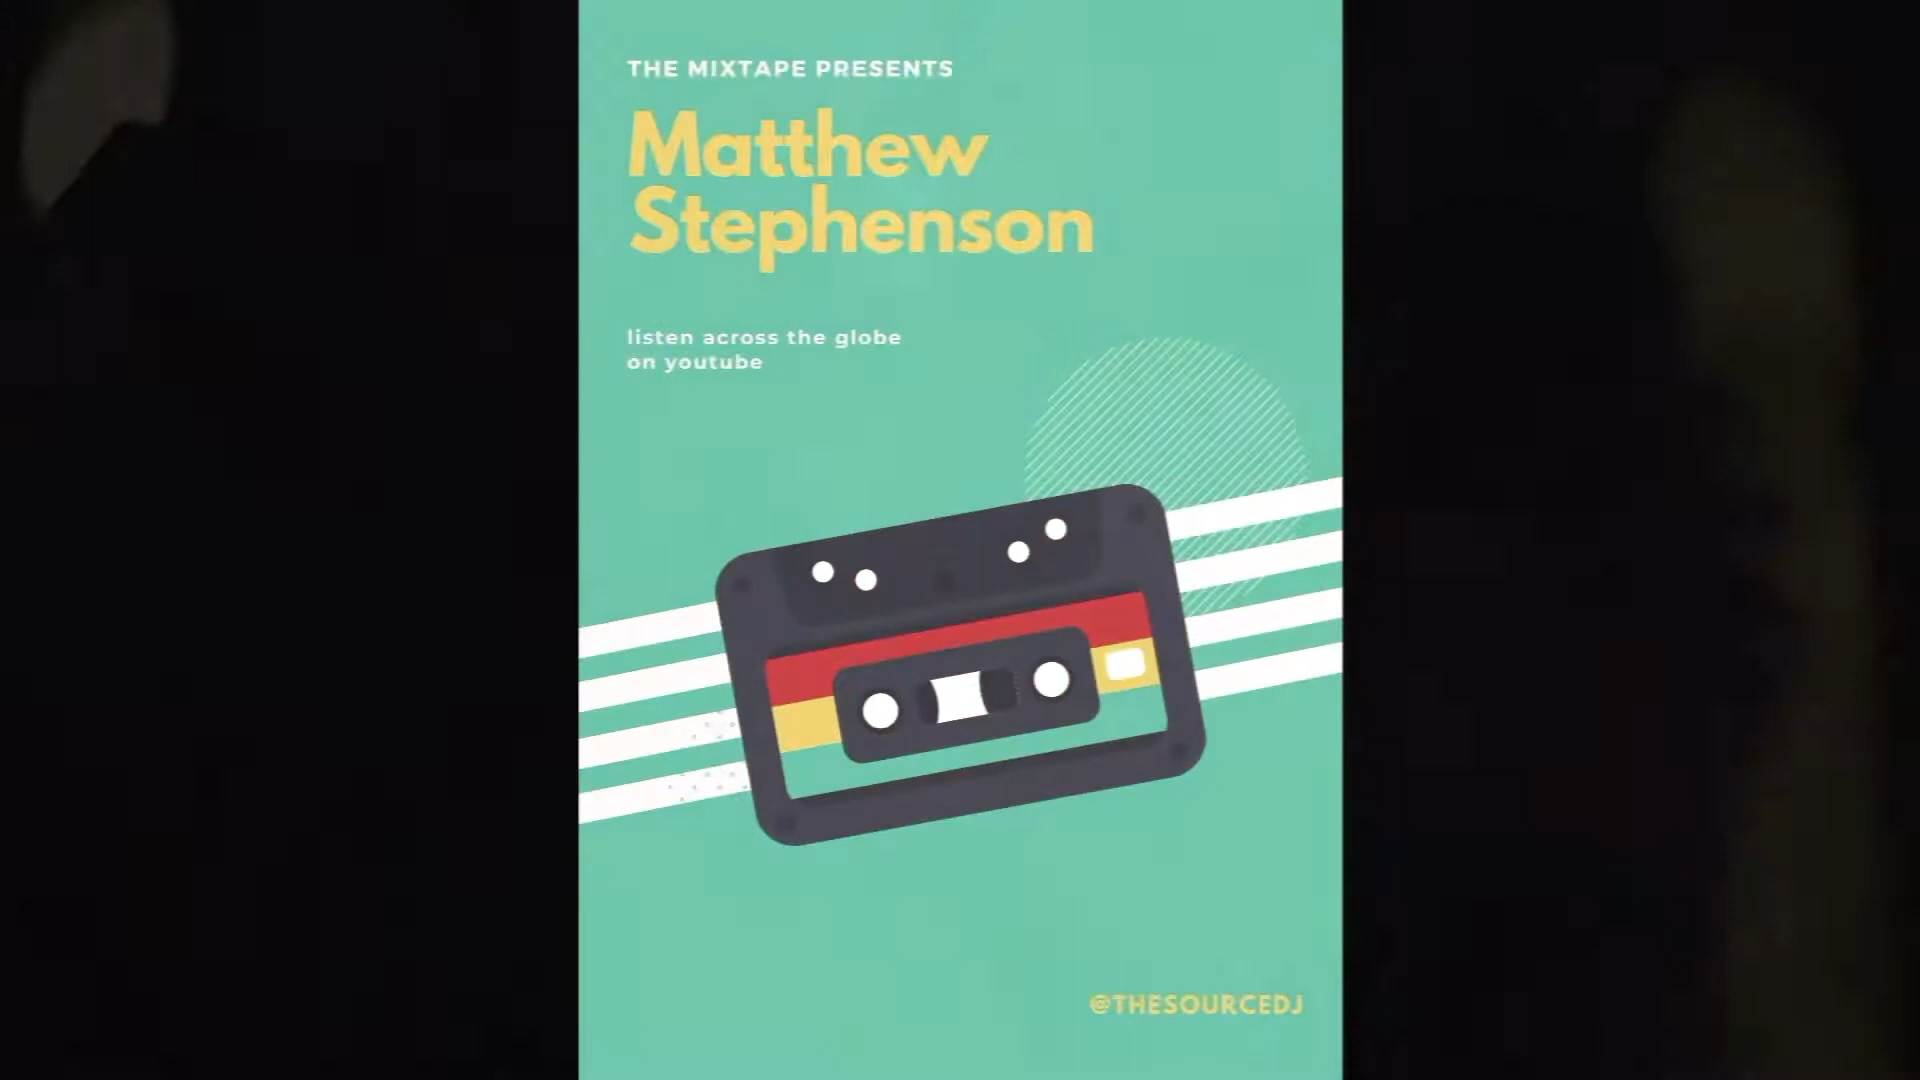 THE MIXTAPE PRESENTS
Matthew
Stephenson
listen across the globe
on youtube
@THESOURCEDJ